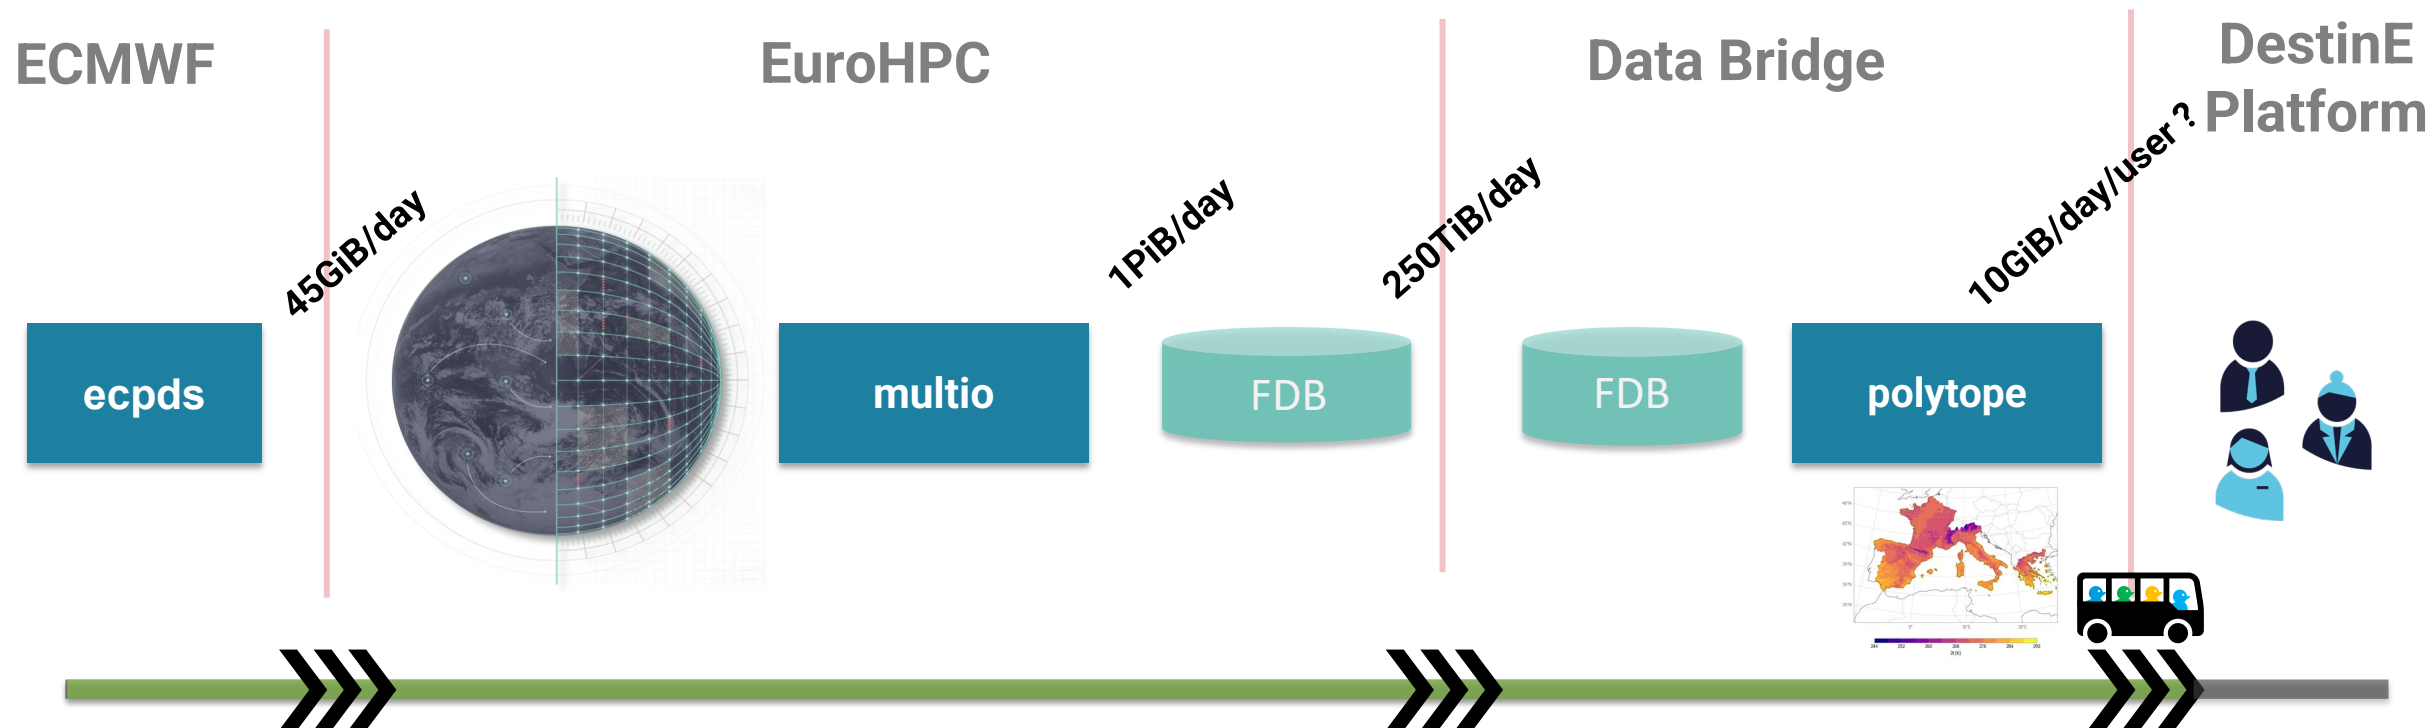 ECMWF
EuroHPC
Data Bridge
DestinE
Platform
45GiB/day
1PiB/day
250TiB/day
10GiB/day/user ?
ecpds
multio
FDB
FDB
polytope